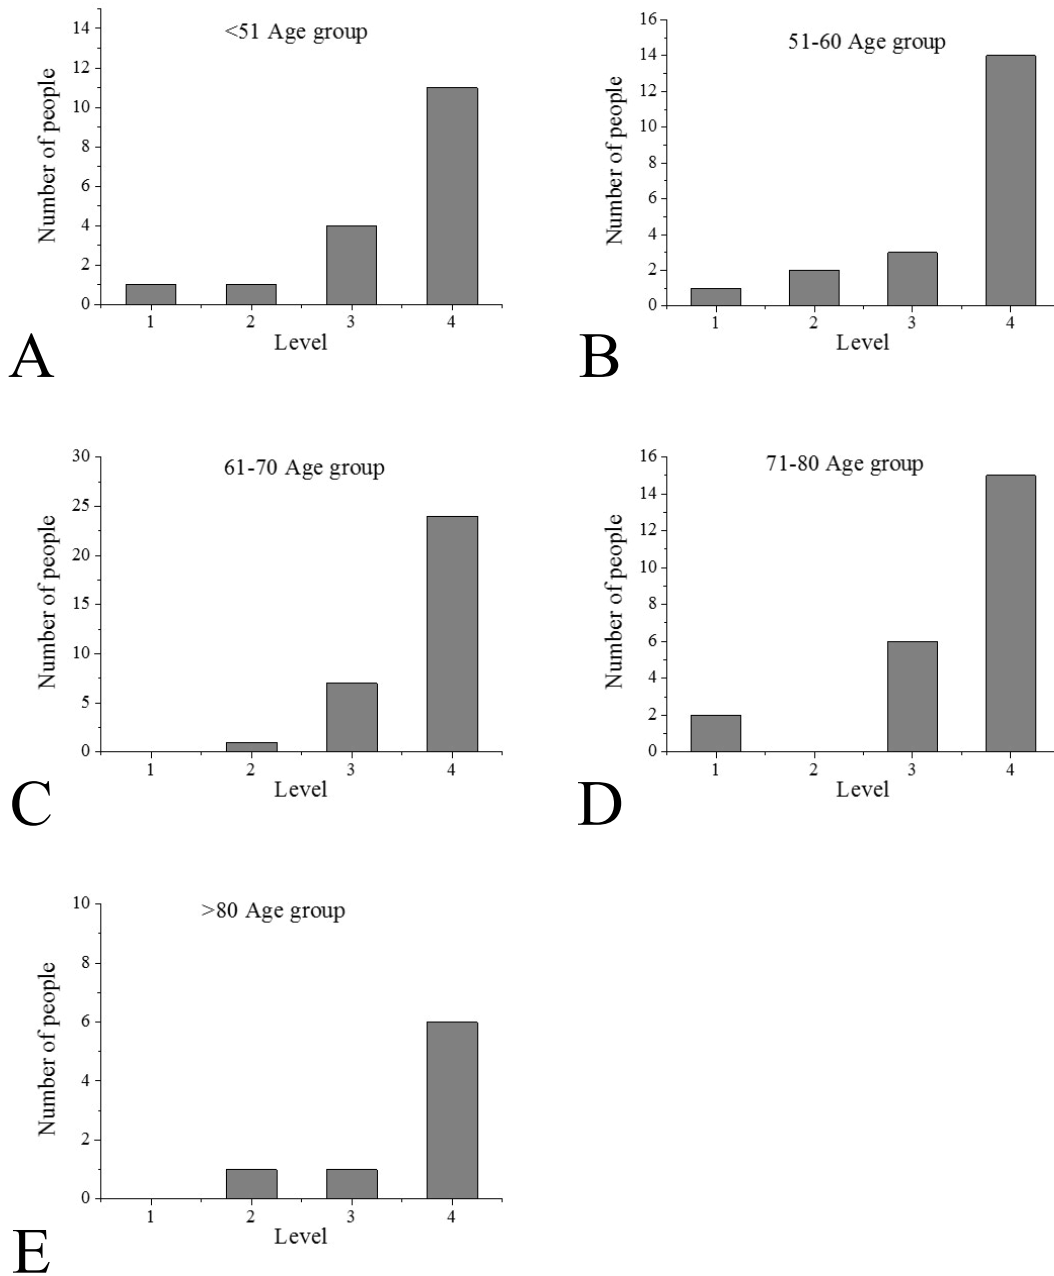 <51 Age group
Number of people
14
12
10
8
6
4
2
0
1 2 3 4
Level
A
51-60 Age group
Number of people
16
14
12
10
8
6
4
2
0
1 2 3 4
Level
B
61-70 Age group
Number of people
30
25
20
15
10
5
0
1 2 3 4
Level
C
71-80 Age group
Number of people
16
14
12
10
8
6
4
2
0
1 2 3 4
Level
D
>80 Age group
Number of people
10
8
6
4
2
0
1 2 3 4
Level
E